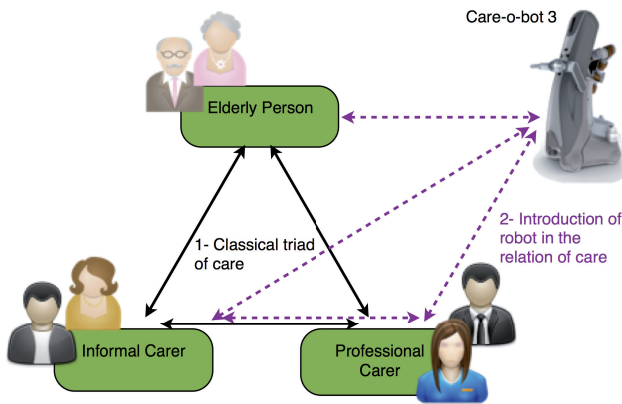 Care-o-bot 3
Elderly Person
1- Classical triad
of care
2- Introduction of
robot in the
relation of care
Informal Carer
Professional
Carer